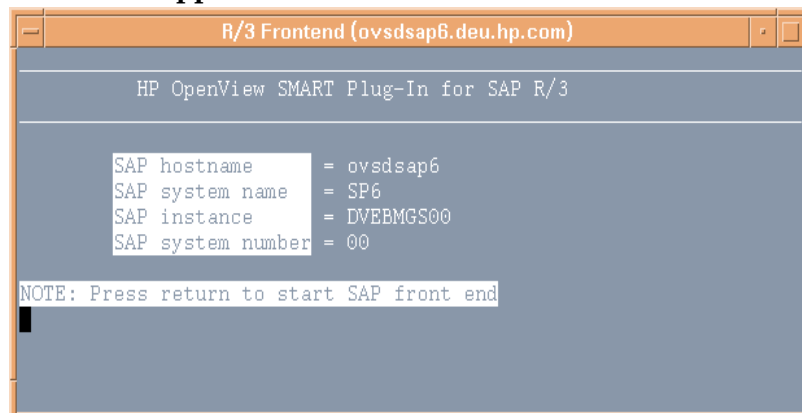 R/3 Frontend (ovsdsap6.deu.hp.com)
HP OpenView SMART Plug-In for SAP R/3
SAP hostname = ovsdsap6
SAP system name = SP6
SAP instance = DVEBMGS00
SAP system number = 00
NOTE: Press return to start SAP front end